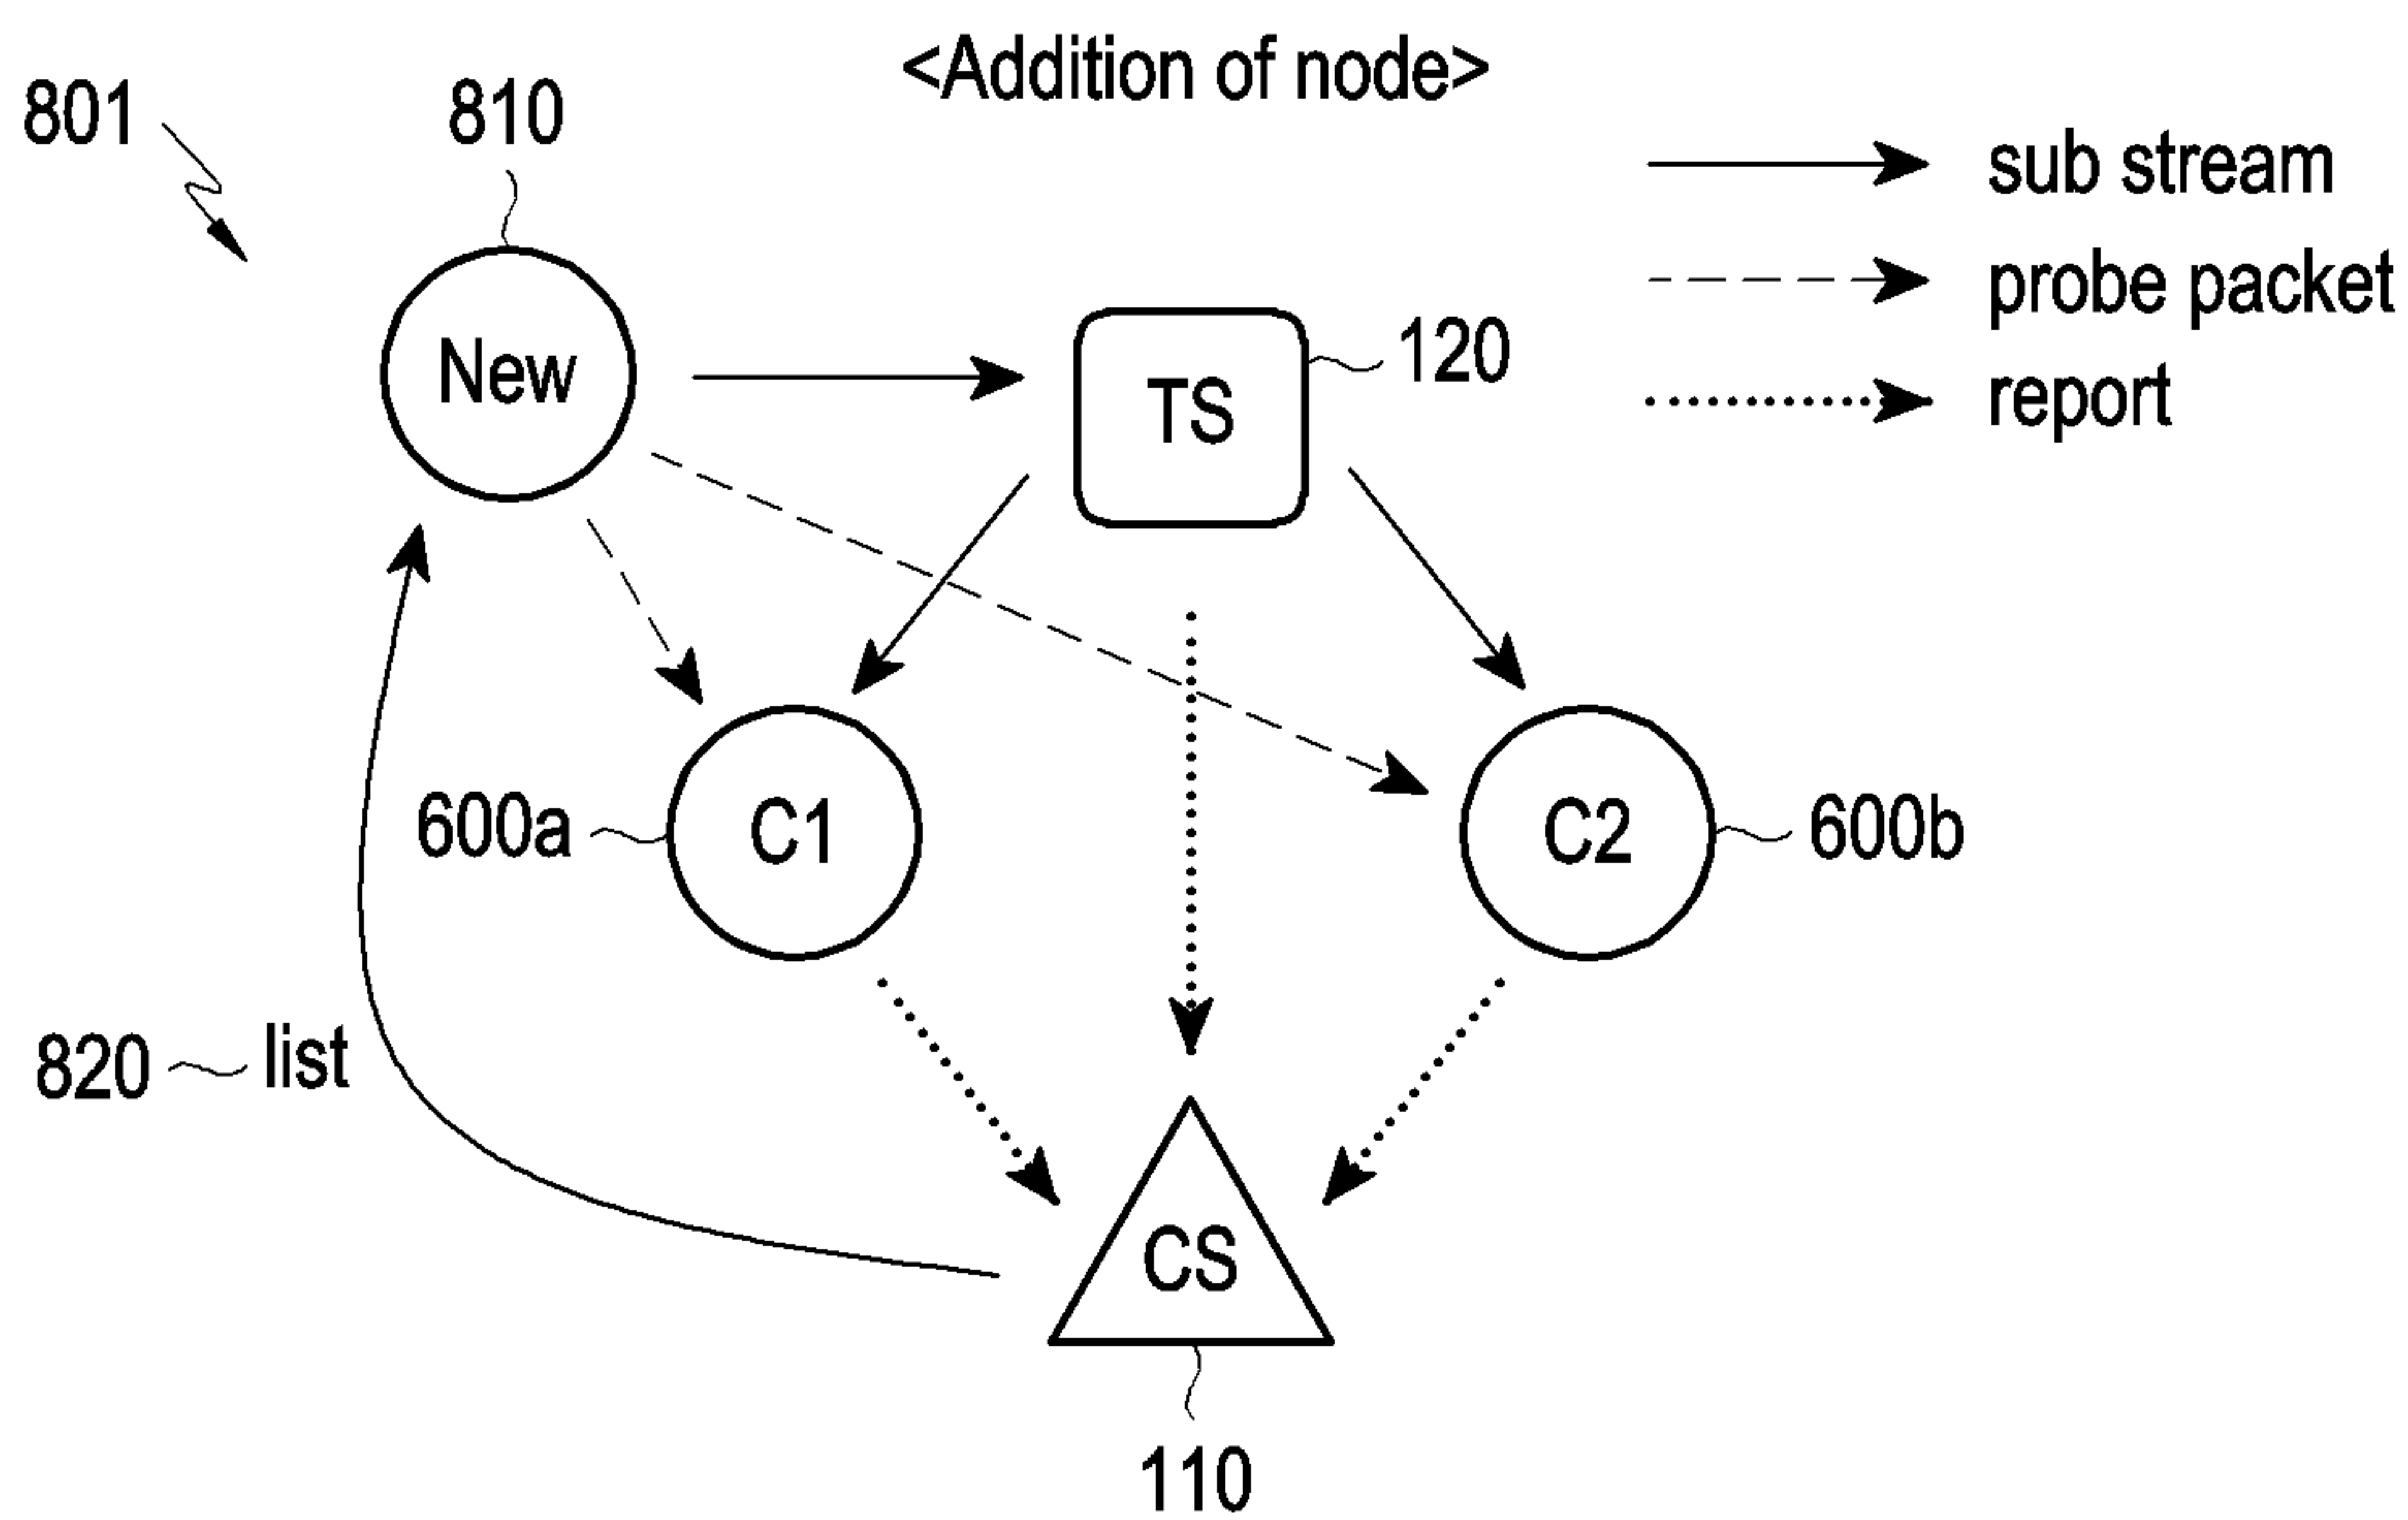 <Addition of node>
801
810
sub stream
probe packet
report
New
TS
120
600a
C1
C2
600b
820
list
CS
110